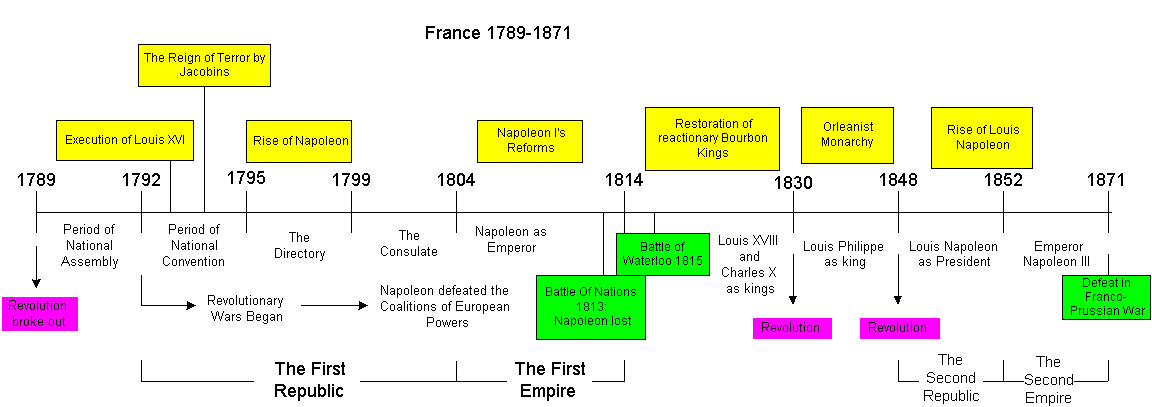 France 1789-1871
The Reign of Terror by
Jacobins
Execution of Louis XVI
Rise of Napoleon
Napoleon I's
Reforms
Restoration of
reactionary Bourbon
Kings
Orleanist
Monarchy
Rise of Louis
Napoleon
1789
1792
1795
1799
1804
1814
1830
1848
1852
1871
Period of
National
Assembly
Period of
National
Convention
The
Directory
The
Consulate
Napoleon as
Emperor
Battle of
Waterloo 1815
Louis XVIII
and
Charles X
as kings
Louis Philippe
as king
Louis Napoleon
as President
Emperor
Napoleon III
Revolution
broke out
Revolutionary
Wars Began
Napoleon defeated the
Coalitions of European
Powers
Battle Of Nations
1813:
Napoleon lost
Revolution
Revolution
Defeat in
Franco-
Prussian War
The First
Republic
The First
Empire
The
Second
Republic
The
Second
Empire